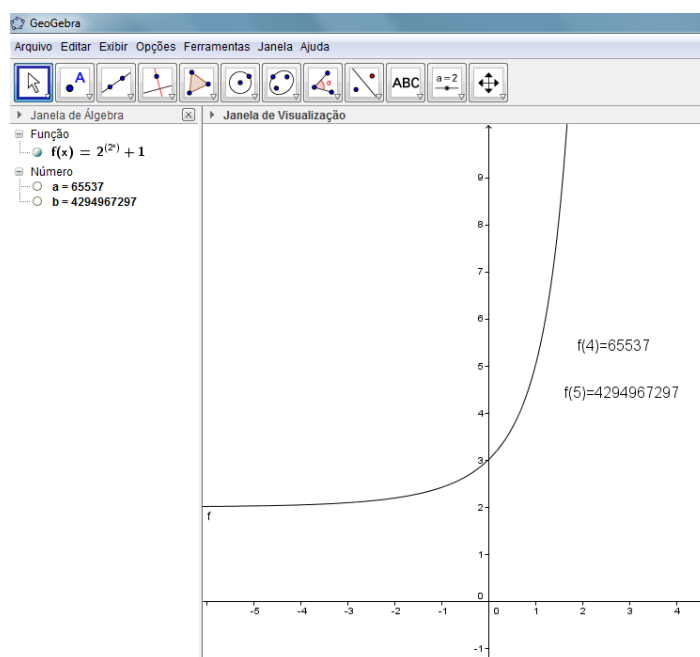 GeoGebra
Arquivo Editar Exibir Opções Ferramentas Janela Ajuda
A ABC a=2
Janela de Álgebra
Janela de Visualização
Função
f(x) = 2^(2^x) + 1
Número
a = 65537
b = 4294967297
9
8
7
6
f(4)=65537
5
f(5)=4294967297
4
3
2
f
1
0
-5 -4 -3 -2 -1 0 1 2 3 4
-1